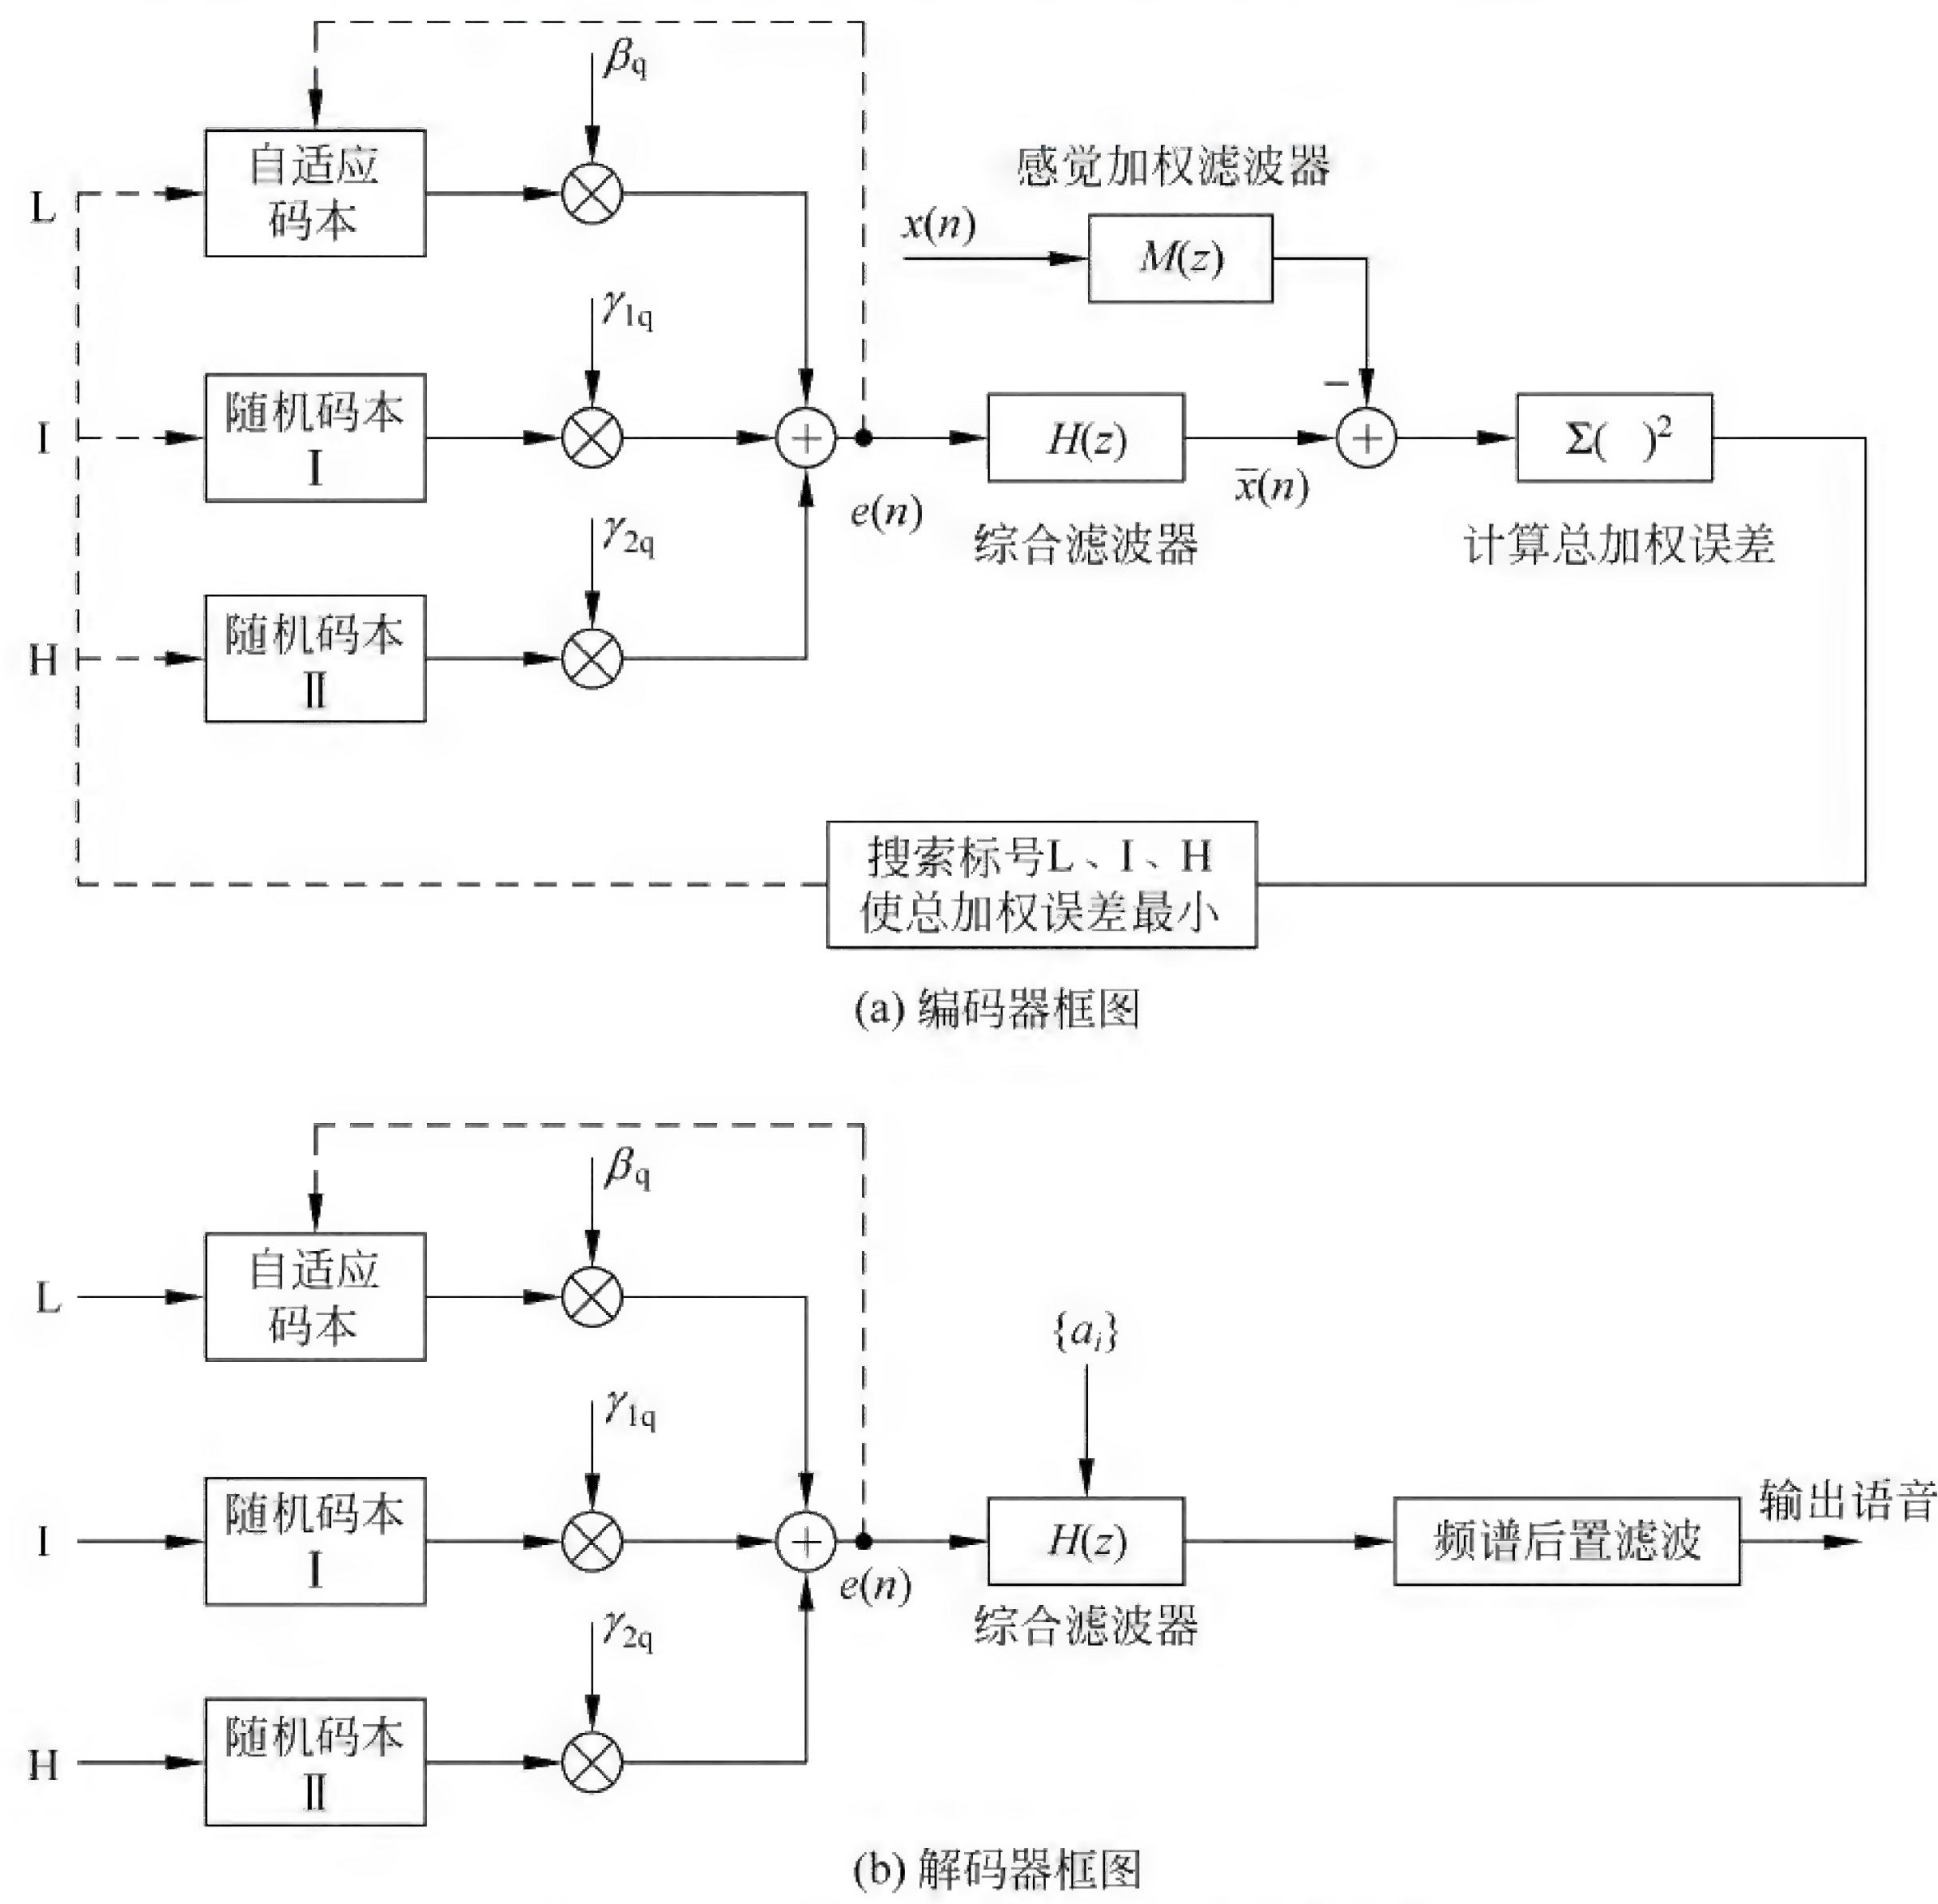 β_q
自适应
码本
L
感觉加权滤波器
x(n)
M(z)
γ_1q
−
随机码本
Ⅰ
I
H(z)
x̄(n)
Σ( )²
e(n)
综合滤波器
计算总加权误差
γ_2q
随机码本
Ⅱ
H
搜索标号L、I、H
使总加权误差最小
(a) 编码器框图
β_q
自适应
码本
L
{a_i}
γ_1q
随机码本
Ⅰ
I
e(n)
H(z)
综合滤波器
频谱后置滤波
输出语音
γ_2q
随机码本
Ⅱ
H
(b) 解码器框图